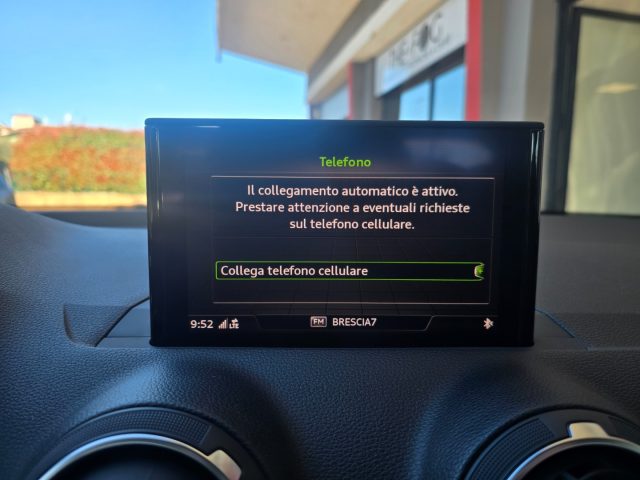 Telefono
Il collegamento automatico è attivo.
Prestare attenzione a eventuali richieste
sul telefono cellulare.
Collega telefono cellulare
9:52 LTE FM BRESCIA7